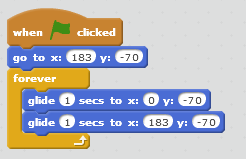 when clicked
go to x: 183 y: -70
forever
glide 1 secs to x: 0 y: -70
glide 1 secs to x: 183 y: -70